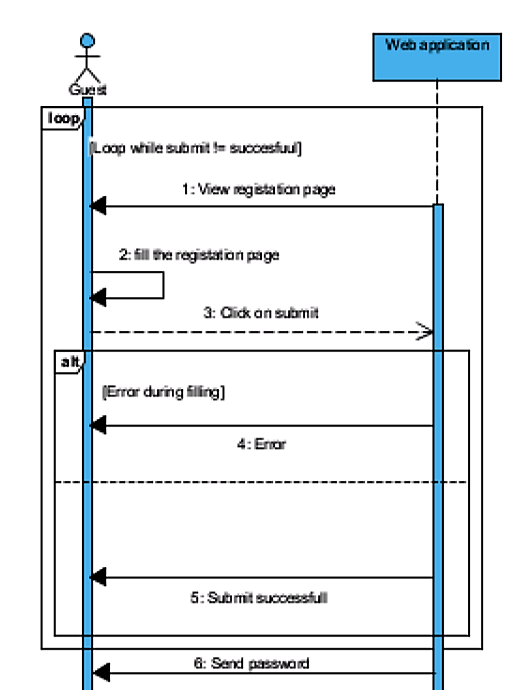 Web application
Guest
loop
[Loop while submit != succesfuul]
1: View registation page
2: fill the registation page
3: Click on submit
alt
[Error during filling]
4: Error
5: Submit successfull
6: Send password